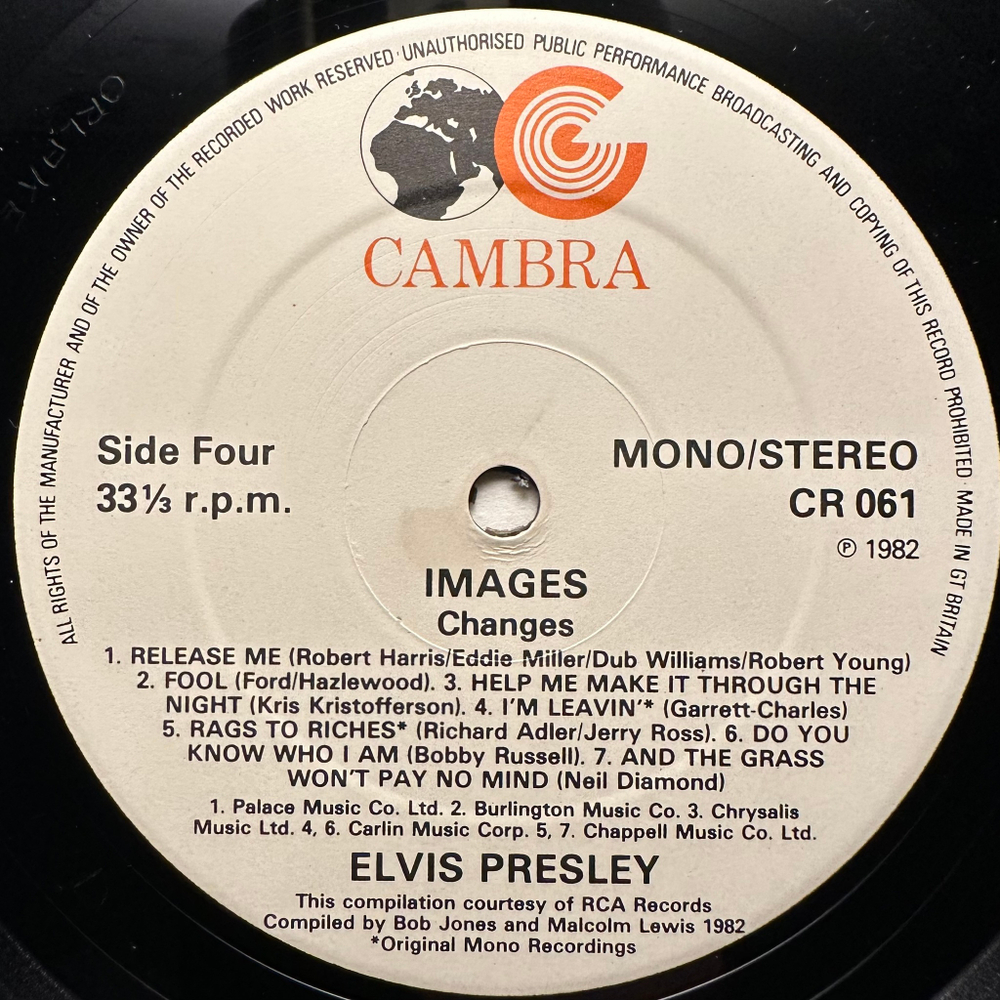 ALL RIGHTS OF THE MANUFACTURER AND OF THE OWNER OF THE RECORDED WORK RESERVED · UNAUTHORISED PUBLIC PERFORMANCE BROADCASTING AND COPYING OF THIS RECORD PROHIBITED · MADE IN GT BRITAIN
CAMBRA
Side Four
33⅓ r.p.m.
MONO/STEREO
CR 061
℗ 1982
IMAGES
Changes
1. RELEASE ME (Robert Harris/Eddie Miller/Dub Williams/Robert Young)
2. FOOL (Ford/Hazlewood). 3. HELP ME MAKE IT THROUGH THE
NIGHT (Kris Kristofferson). 4. I'M LEAVIN'* (Garrett-Charles)
5. RAGS TO RICHES* (Richard Adler/Jerry Ross). 6. DO YOU
KNOW WHO I AM (Bobby Russell). 7. AND THE GRASS
WON'T PAY NO MIND (Neil Diamond)
1. Palace Music Co. Ltd. 2. Burlington Music Co. 3. Chrysalis
Music Ltd. 4, 6. Carlin Music Corp. 5, 7. Chappell Music Co. Ltd.
ELVIS PRESLEY
This compilation courtesy of RCA Records
Compiled by Bob Jones and Malcolm Lewis 1982
*Original Mono Recordings